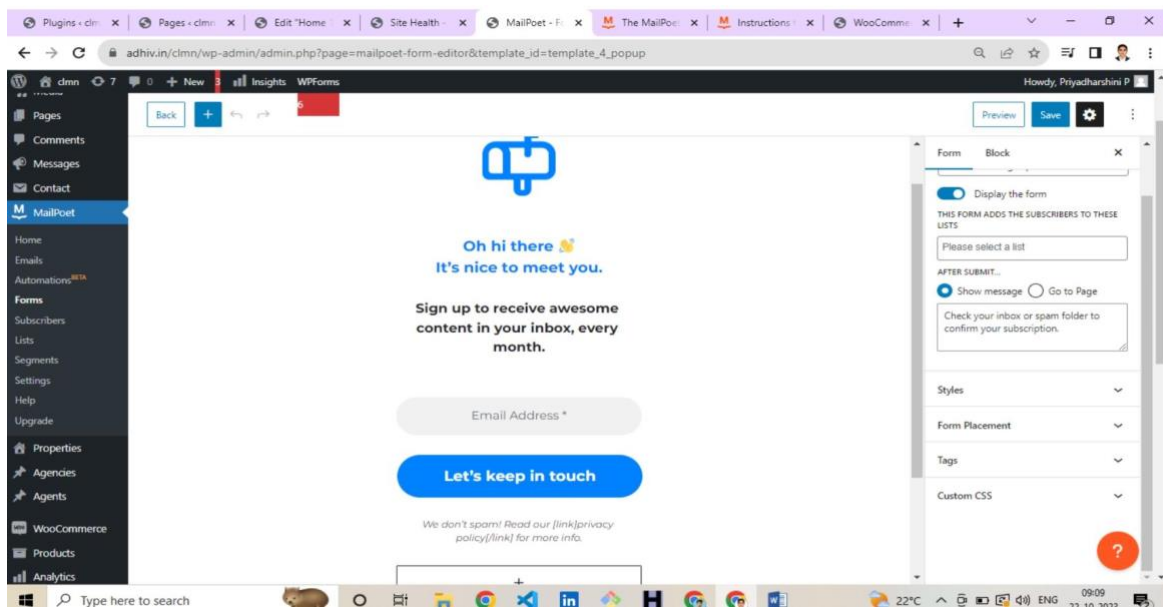 Plugins ‹ clm
Pages ‹ clmn
Edit "Home
Site Health -
MailPoet - Fo
The MailPoe
Instructions
WooComme
adhiv.in/clmn/wp-admin/admin.php?page=mailpoet-form-editor&template_id=template_4_popup
clmn 7 0 + New 3 Insights WPForms
Howdy, Priyadharshini P
Media
Pages
Comments
Messages
Contact
MailPoet
Home
Emails
Automations BETA
Forms
Subscribers
Lists
Segments
Settings
Help
Upgrade
Properties
Agencies
Agents
WooCommerce
Products
Analytics
Back
6
Preview
Save
Oh hi there 👋
It's nice to meet you.
Sign up to receive awesome
content in your inbox, every
month.
Email Address *
Let's keep in touch
We don't spam! Read our [link]privacy
policy[/link] for more info.
Form Block
Display the form
THIS FORM ADDS THE SUBSCRIBERS TO THESE
LISTS
Please select a list
AFTER SUBMIT...
Show message Go to Page
Check your inbox or spam folder to
confirm your subscription.
Styles
Form Placement
Tags
Custom CSS
?
Type here to search
22°C
ENG
09:09
22-10-2023